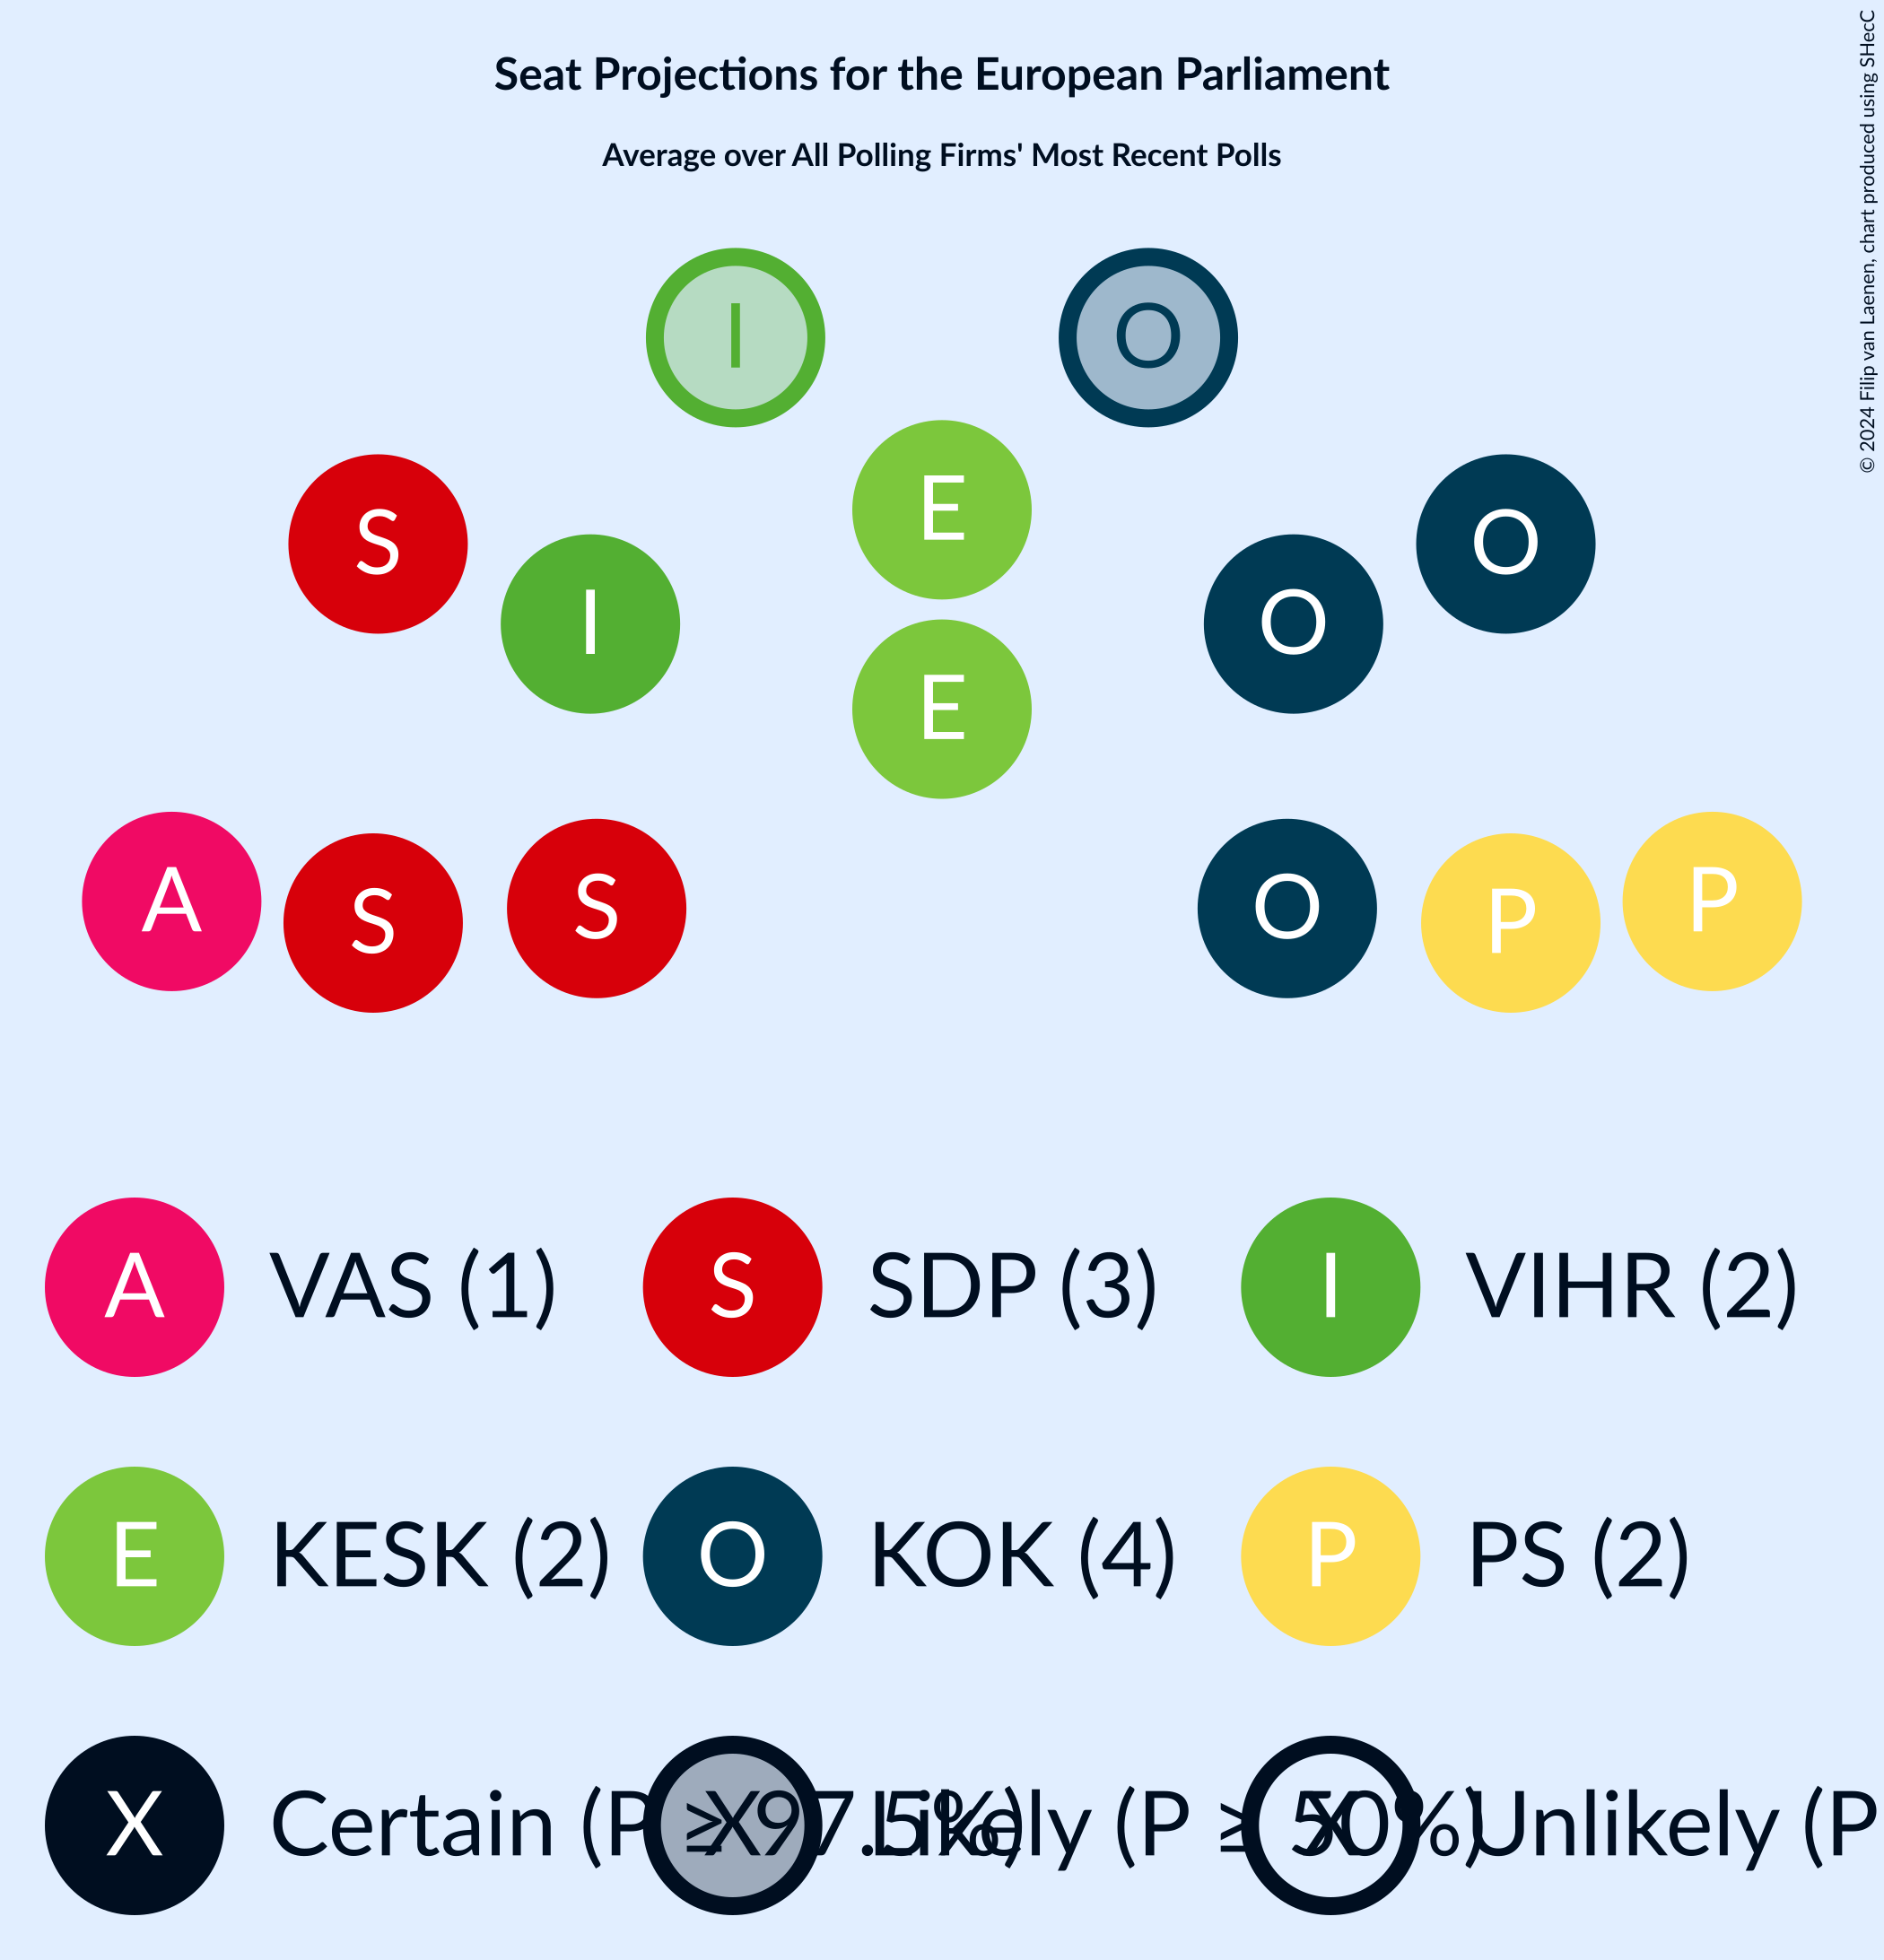 Seat Projections for the European Parliament
Average over All Polling Firms' Most Recent Polls
© 2024 Filip van Laenen, chart produced using SHecC
I O
E
S O
I O
E
A P
S S O P
A VAS (1) S SDP (3) I VIHR (2)
E KESK (2) O KOK (4) P PS (2)
X Certain (P ≥ 97.5%) X Likely (P ≥ 50%) X Unlikely (P